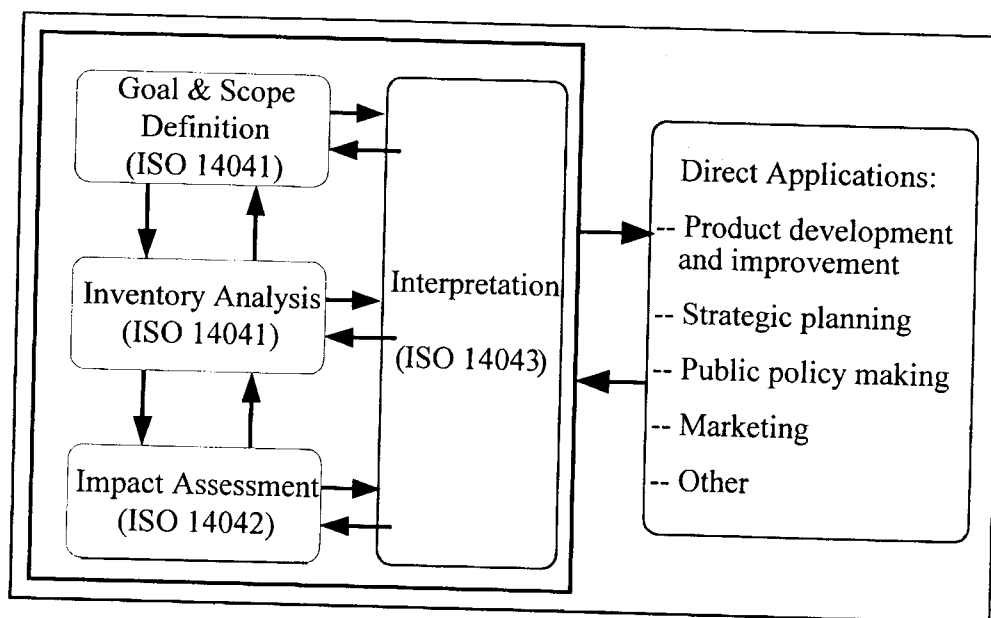 Goal & Scope
Definition
(ISO 14041)
Inventory Analysis
(ISO 14041)
Impact Assessment
(ISO 14042)
Interpretation
(ISO 14043)
Direct Applications:
-- Product development
and improvement
-- Strategic planning
-- Public policy making
-- Marketing
-- Other